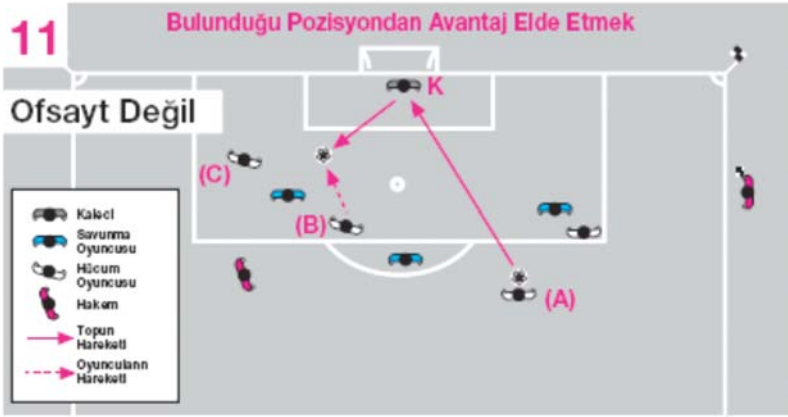 11
Bulunduğu Pozisyondan Avantaj Elde Etmek
Ofsayt Değil
K
(C)
(B)
(A)
Kaleci
Savunma
Oyuncusu
Hücum
Oyuncusu
Hakem
Topun
Hareketi
Oyuncuların
Hareketi